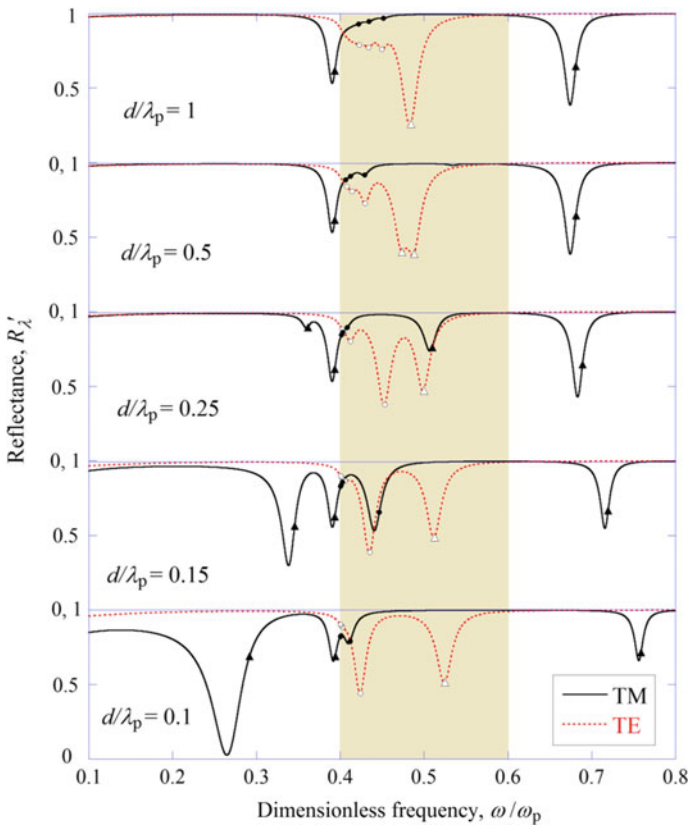 1
0.5
d/λp = 1
0, 1
0.5
d/λp = 0.5
0, 1
0.5
d/λp = 0.25
0, 1
0.5
d/λp = 0.15
0, 1
0.5
d/λp = 0.1
0
TM
TE
0.1 0.2 0.3 0.4 0.5 0.6 0.7 0.8
Dimensionless frequency, ω/ωp
Reflectance, Rλ′